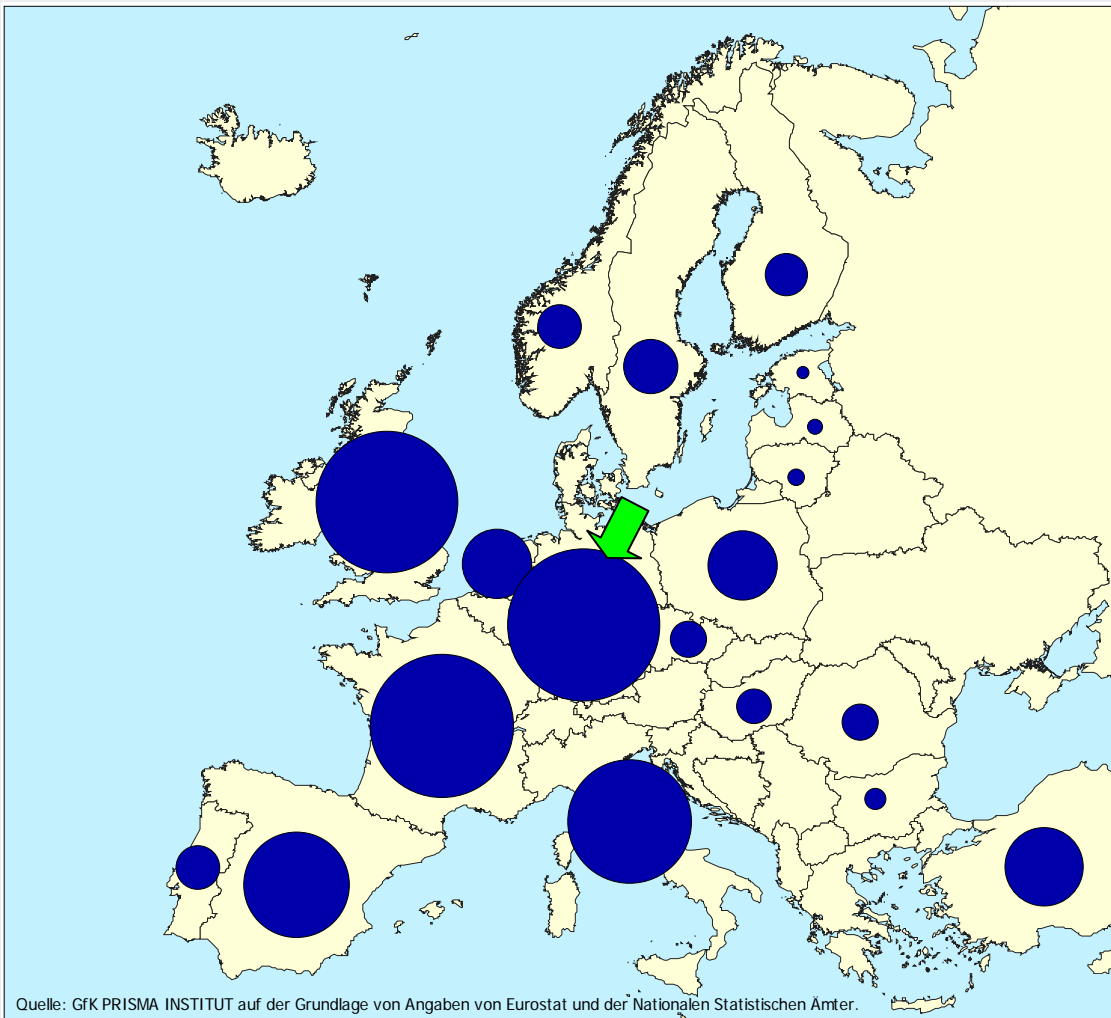 Quelle: GfK PRISMA INSTITUT auf der Grundlage von Angaben von Eurostat und der Nationalen Statistischen Ämter.